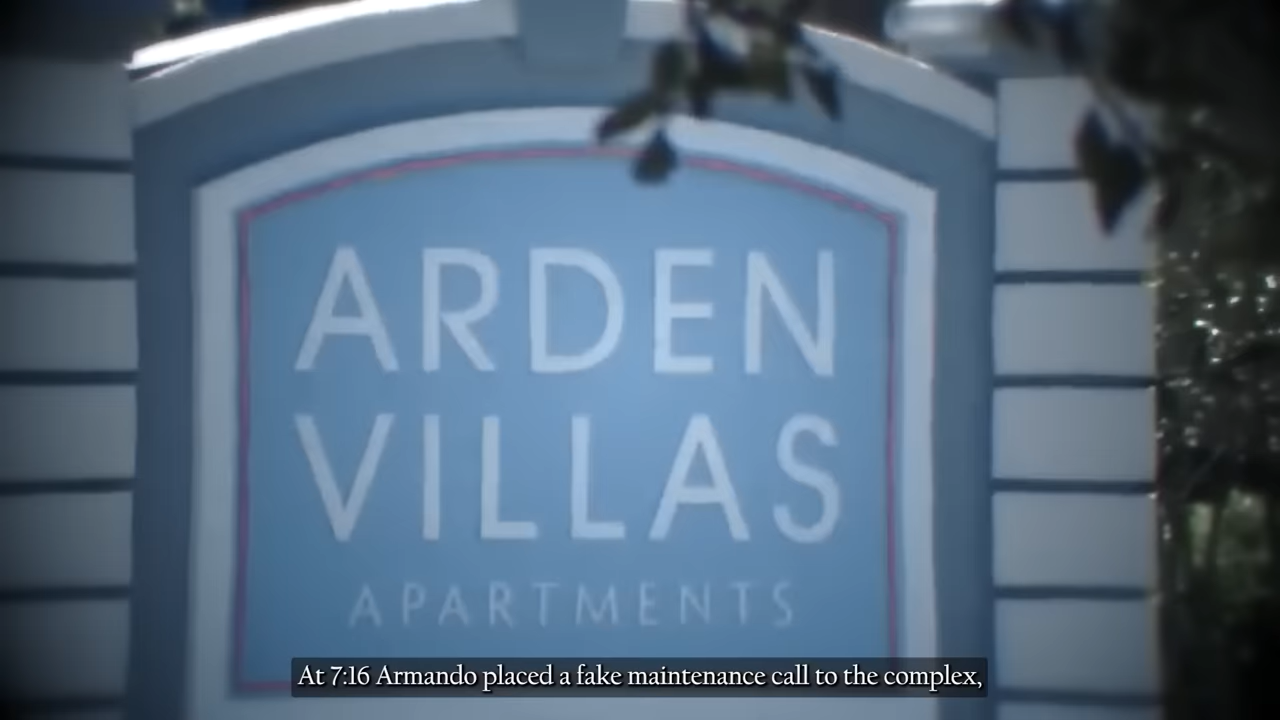 ARDEN
VILLAS
APARTMENTS
At 7:16 Armando placed a fake maintenance call to the complex,